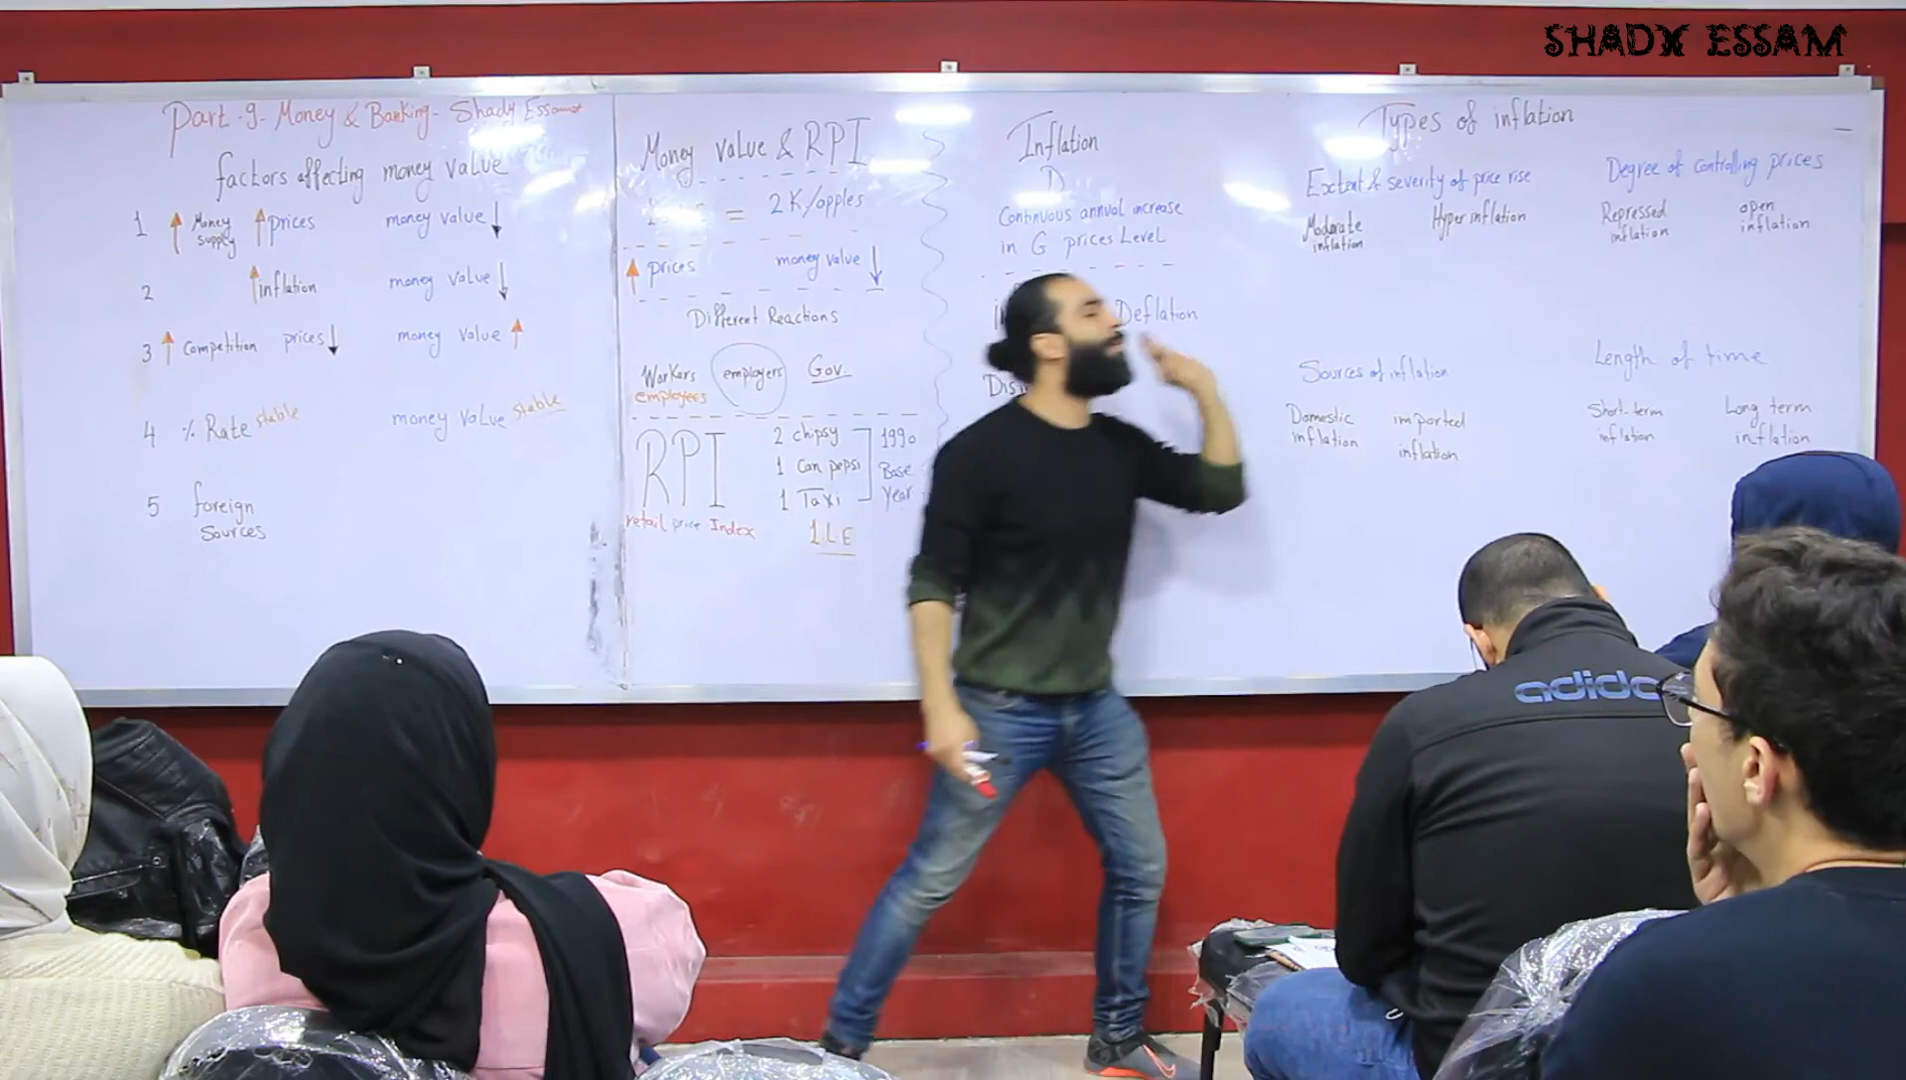 SHADY ESSAM
Part -9- Money & Banking - Shady Essam
factors affecting money value
1 Money supply prices money value
2 inflation money value
3 Competition prices money value
4 % Rate stable money value stable
5 foreign
Sources
Money value & RPI
= 2 K/apples
prices money value
Different Reactions
Workers employers Gov
employees
RPI
retail price Index
2 chipsy
1 Can pepsi
1 Taxi
1990
Base
Year
1 L.E
Inflation
D
Continuous annual increase
in G prices Level
Deflation
Types of inflation
Extent & severity of price rise
Moderate
inflation
Hyper inflation
Degree of controlling prices
Repressed
inflation
open
inflation
Sources of inflation
Domestic
inflation
imported
inflation
Length of time
Short-term
inflation
Long term
inflation
adida